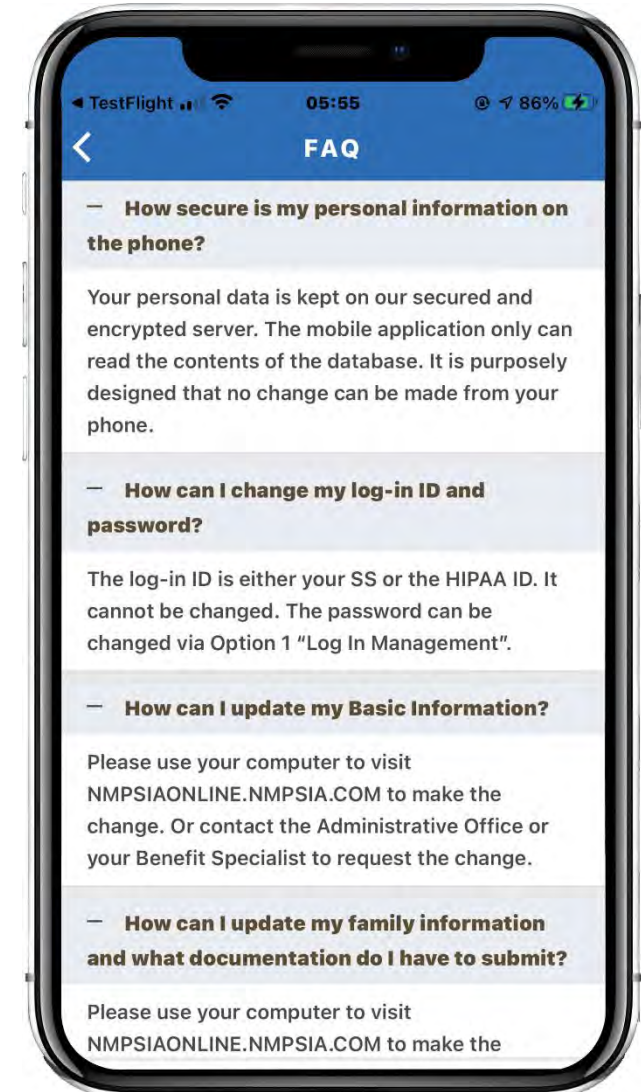 TestFlight
05:55
86%
FAQ
— How secure is my personal information on
the phone?
Your personal data is kept on our secured and
encrypted server. The mobile application only can
read the contents of the database. It is purposely
designed that no change can be made from your
phone.
— How can I change my log-in ID and
password?
The log-in ID is either your SS or the HIPAA ID. It
cannot be changed. The password can be
changed via Option 1 “Log In Management”.
— How can I update my Basic Information?
Please use your computer to visit
NMPSIAONLINE.NMPSIA.COM to make the
change. Or contact the Administrative Office or
your Benefit Specialist to request the change.
— How can I update my family information
and what documentation do I have to submit?
Please use your computer to visit
NMPSIAONLINE.NMPSIA.COM to make the